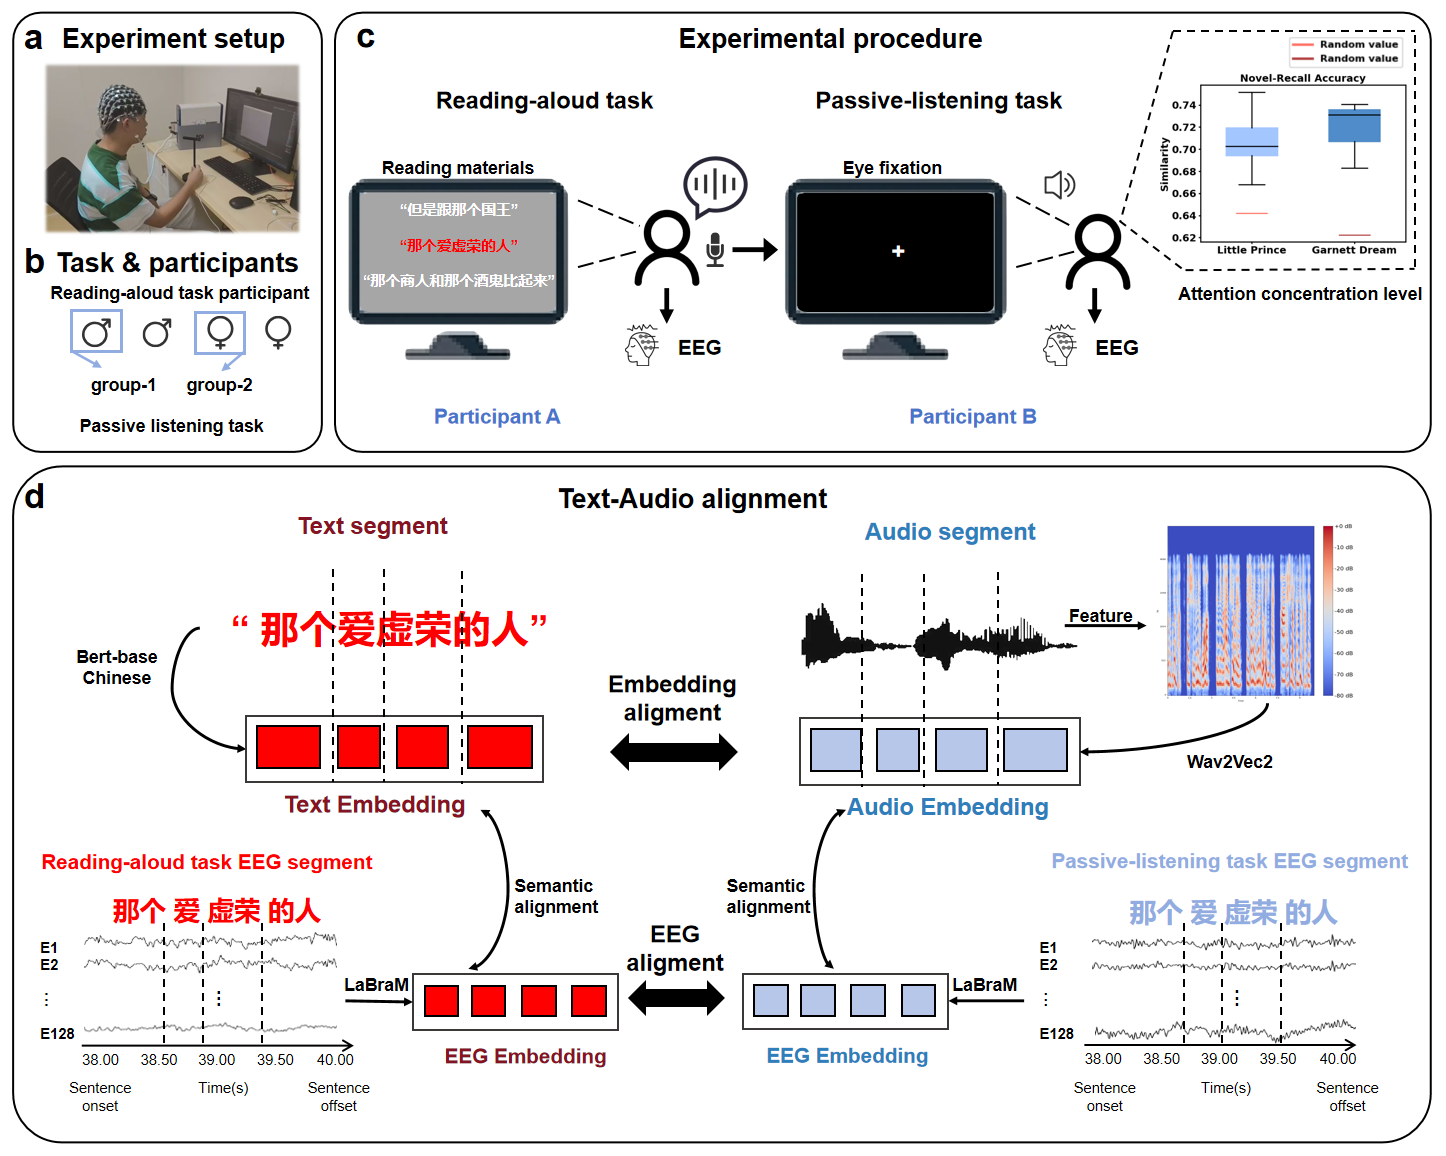 a Experiment setup
b Task & participants
Reading-aloud task participant
group-1 group-2
Passive listening task
c Experimental procedure
Reading-aloud task
Reading materials
“但是跟那个国王”
“那个爱虚荣的人”
“那个商人和那个酒鬼比起来”
EEG
Participant A
Passive-listening task
Eye fixation
+
EEG
Participant B
Random value
Random value
Novel-Recall Accuracy
Similarity
0.74
0.72
0.70
0.68
0.66
0.64
0.62
Little Prince Garnett Dream
Attention concentration level
d Text-Audio alignment
Text segment
“ 那个爱虚荣的人”
Bert-base
Chinese
Text Embedding
Embedding
aligment
Audio segment
Feature
+0 dB
-10 dB
-20 dB
-30 dB
-40 dB
-50 dB
-60 dB
-70 dB
-80 dB
Wav2Vec2
Audio Embedding
Semantic
alignment
Semantic
alignment
Reading-aloud task EEG segment
那个 爱 虚荣 的人
E1
E2
⋮ ⋮
E128
38.00 38.50 39.00 39.50 40.00
Sentence
onset
Time(s)
Sentence
offset
LaBraM
EEG Embedding
EEG
aligment
EEG Embedding
LaBraM
Passive-listening task EEG segment
那个 爱 虚荣 的人
E1
E2
⋮ ⋮
E128
38.00 38.50 39.00 39.50 40.00
Sentence
onset
Time(s)
Sentence
offset